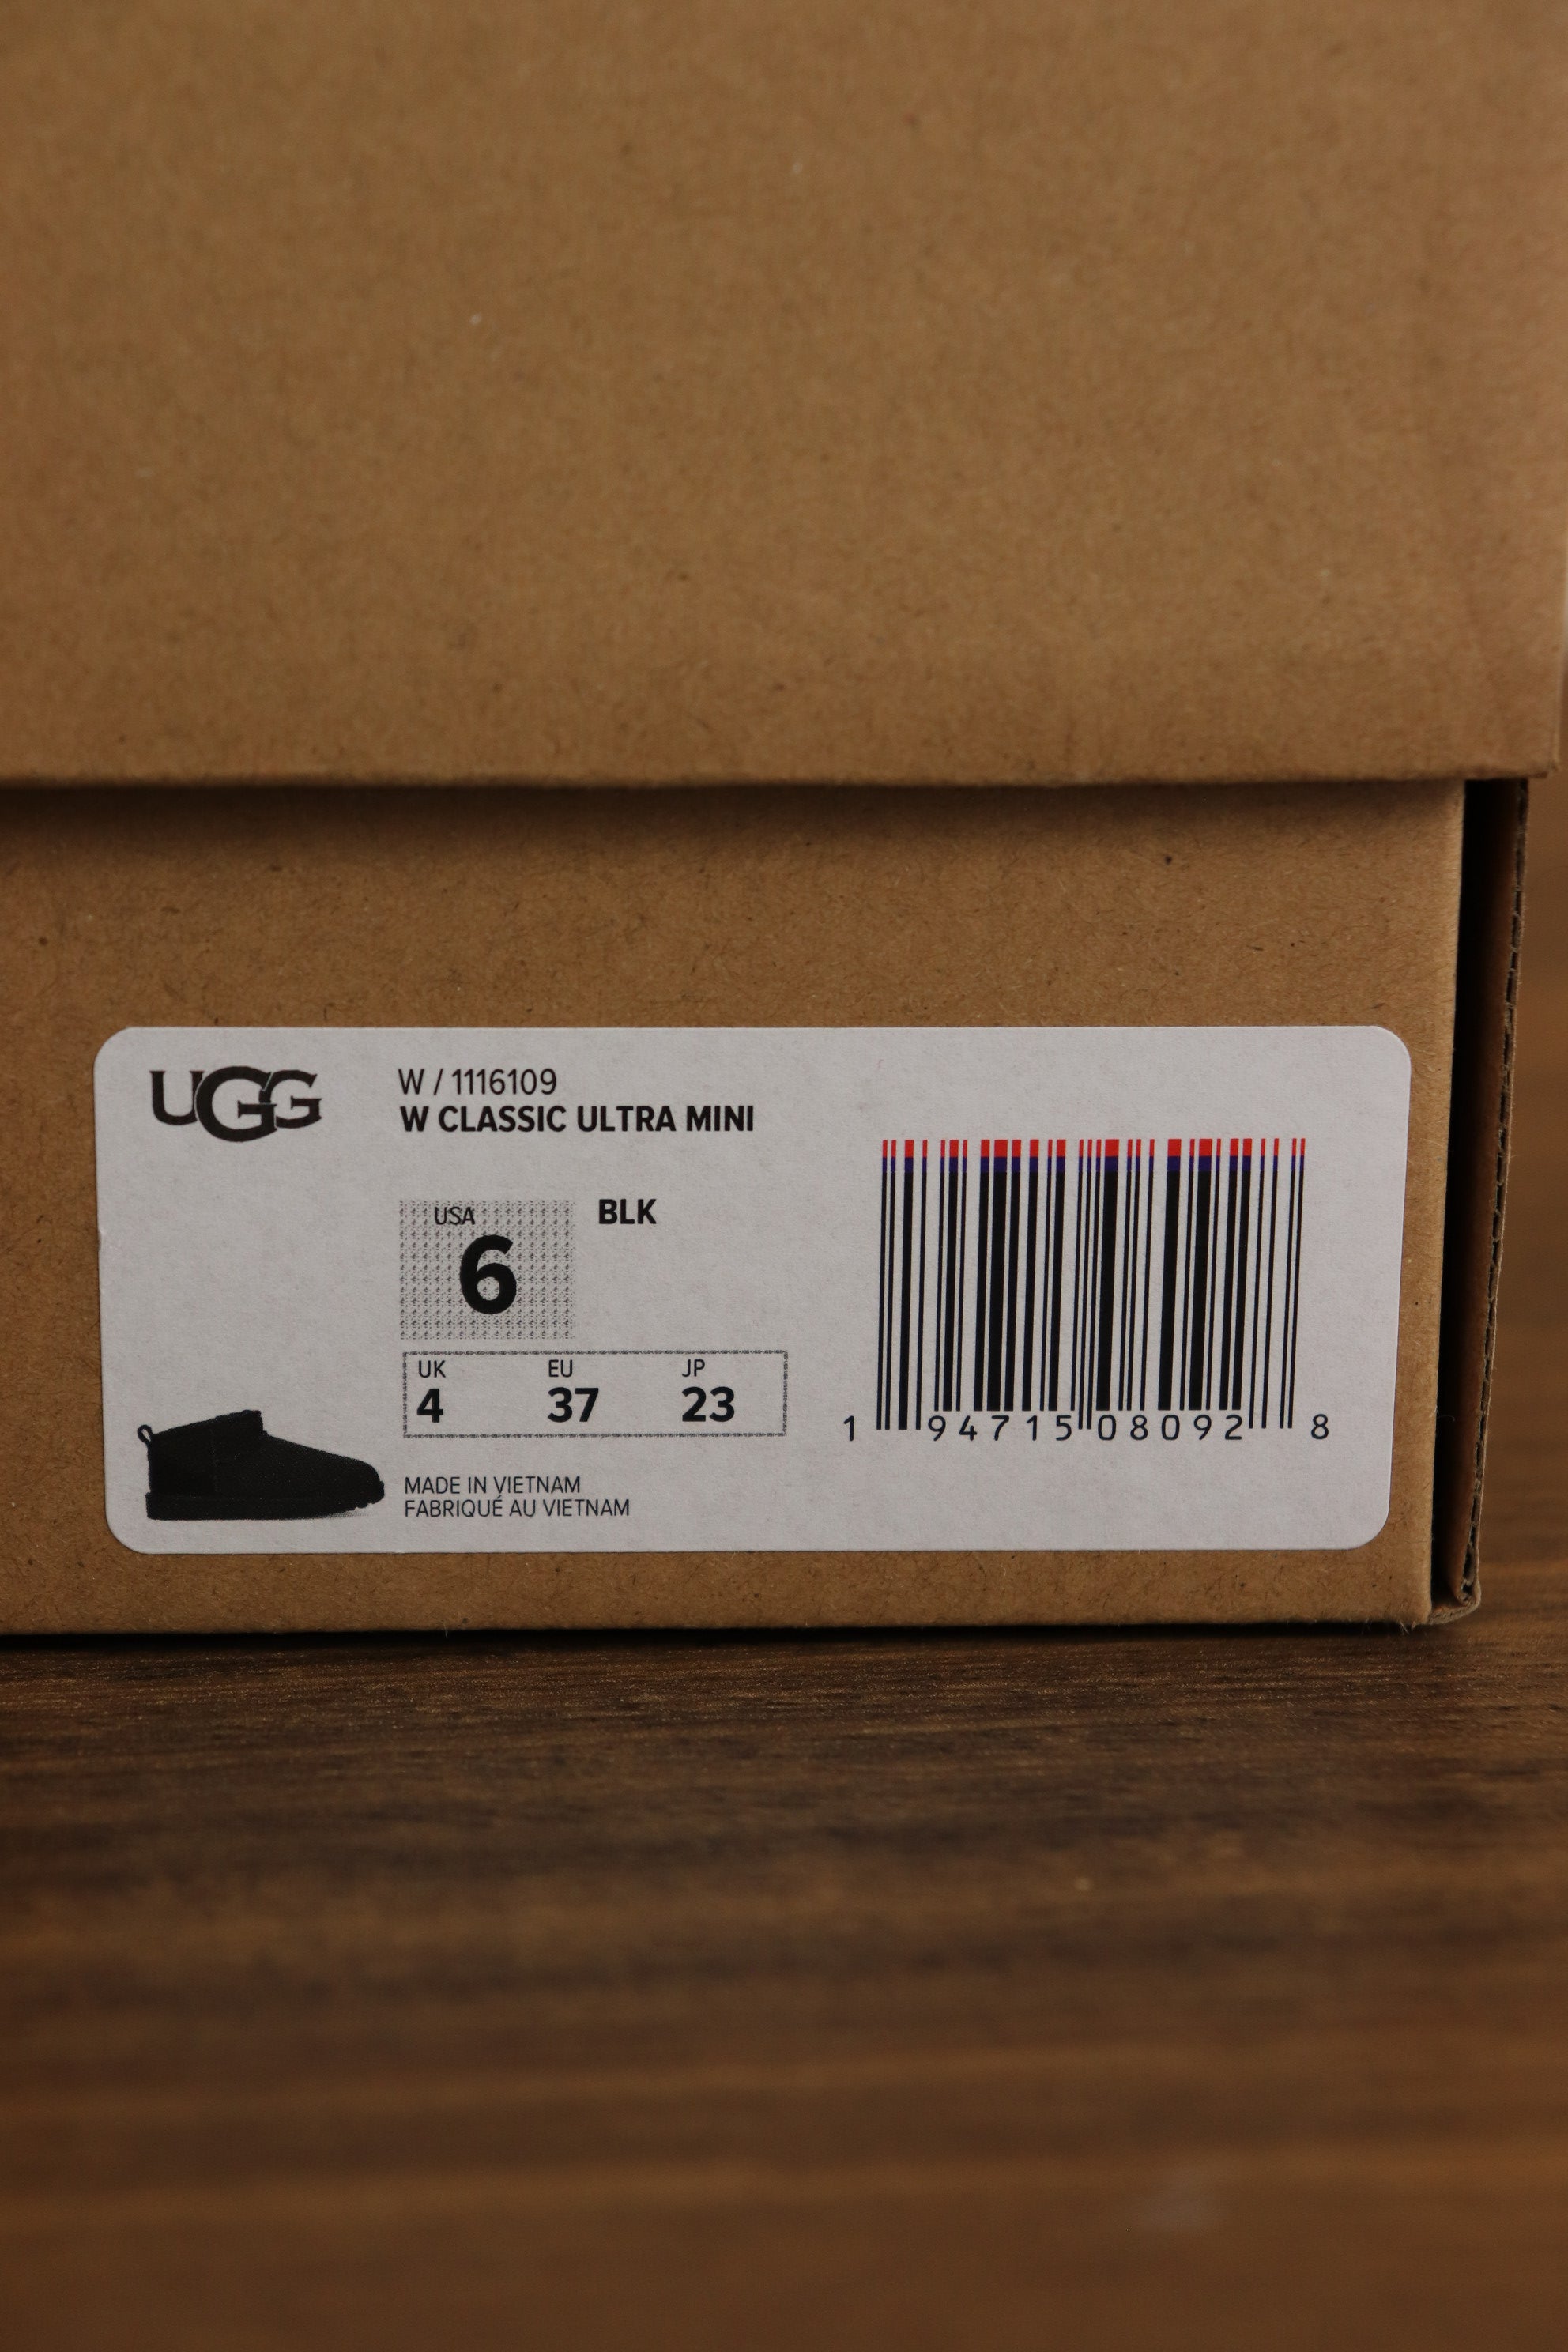 UGG
W / 1116109
W CLASSIC ULTRA MINI
USA
6
BLK
UK EU JP
4 37 23
MADE IN VIETNAM
FABRIQUÉ AU VIETNAM
1 94715 08092 8